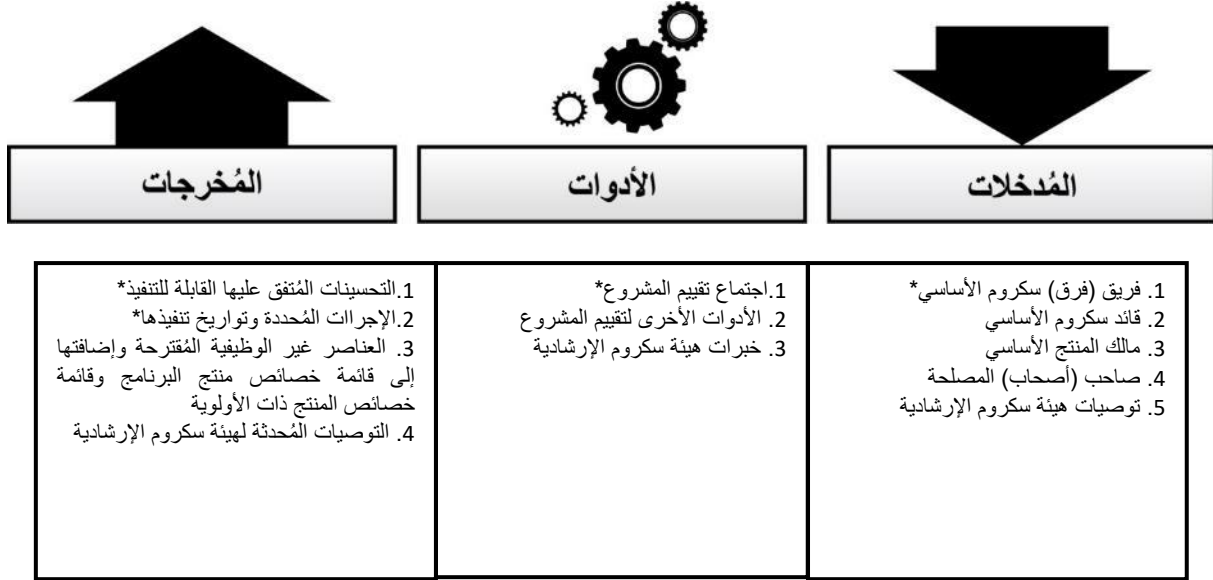 المُدخلات
الأدوات
المُخرجات
1. فريق (فرق) سكروم الأساسي*
2. قائد سكروم الأساسي
3. مالك المنتج الأساسي
4. صاحب (أصحاب) المصلحة
5. توصيات هيئة سكروم الإرشادية
1.اجتماع تقييم المشروع*
2. الأدوات الأخرى لتقييم المشروع
3. خبرات هيئة سكروم الإرشادية
1.التحسينات المُتفق عليها القابلة للتنفيذ*
2.الإجراات المُحددة وتواريخ تنفيذها*
3. العناصر غير الوظيفية المُقترحة وإضافتها
إلى قائمة خصائص منتج البرنامج وقائمة
خصائص المنتج ذات الأولوية
4. التوصيات المُحدثة لهيئة سكروم الإرشادية